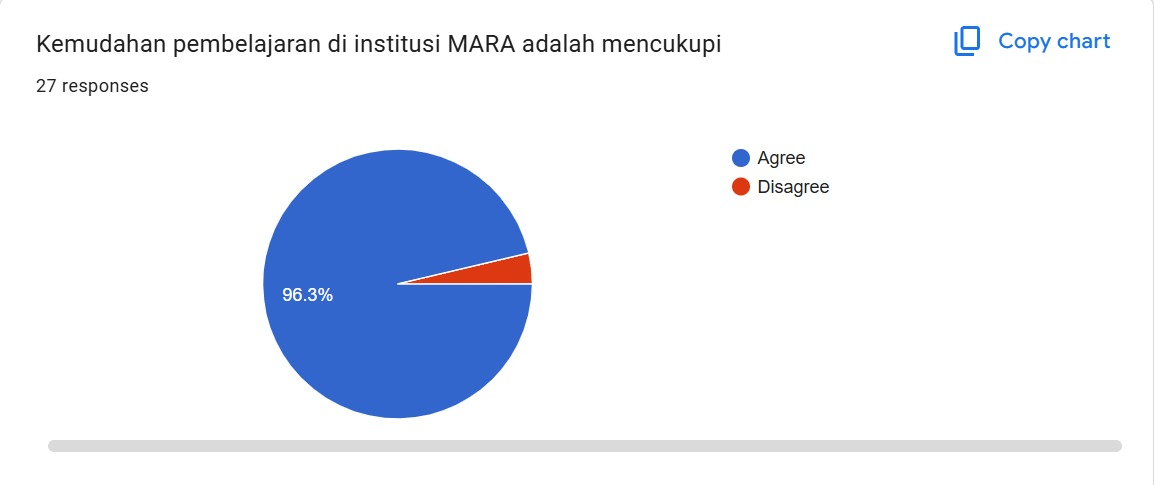 Kemudahan pembelajaran di institusi MARA adalah mencukupi
Copy chart
27 responses
Agree
Disagree
96.3%